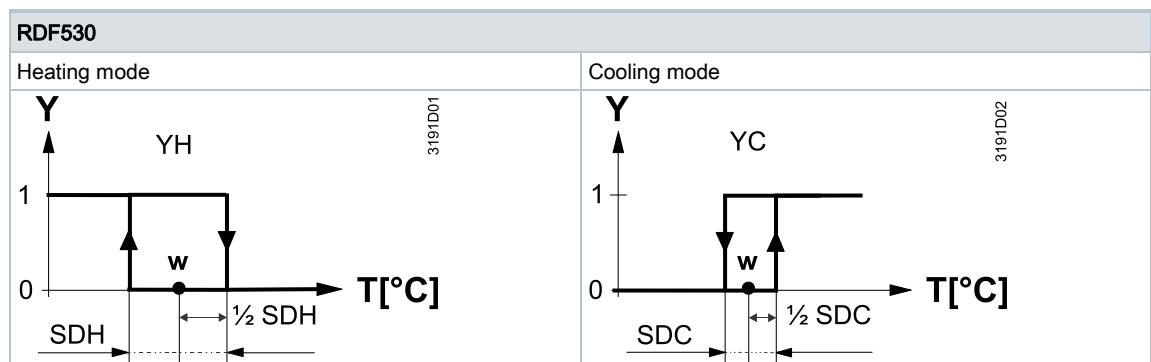 RDF530
Heating mode
Cooling mode
Y
YH
3191D01
1
w
0
T[°C]
½ SDH
SDH
Y
YC
3191D02
1
w
0
T[°C]
½ SDC
SDC